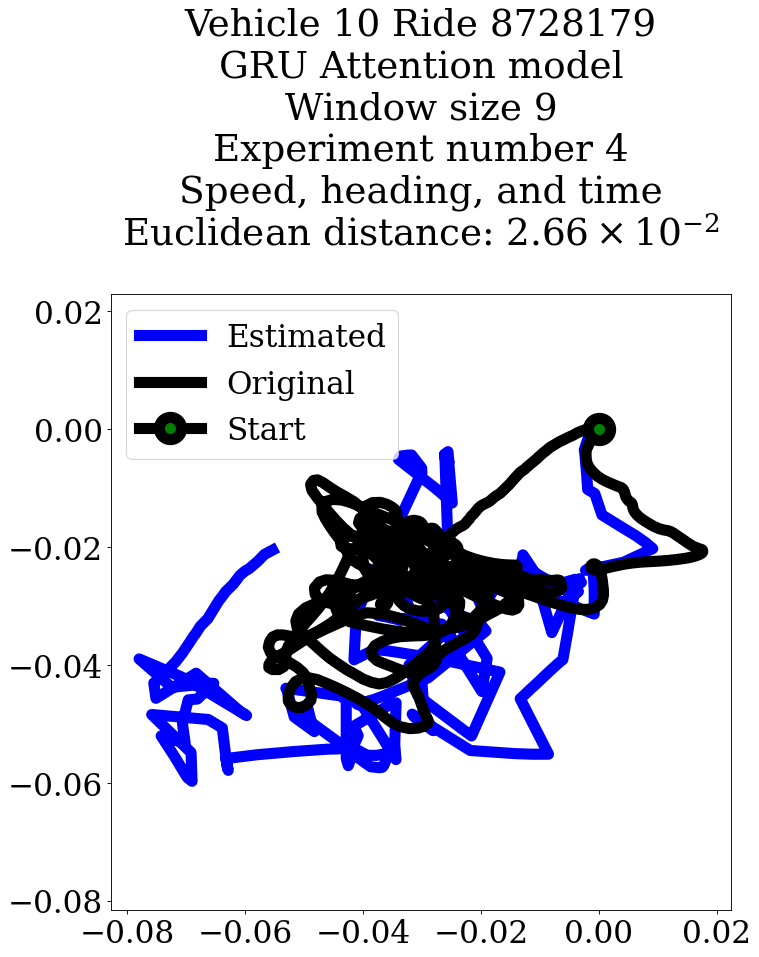 Vehicle 10 Ride 8728179
GRU Attention model
Window size 9
Experiment number 4
Speed, heading, and time
Euclidean distance: 2.66 × 10⁻²
Estimated
Original
Start
0.02
0.00
−0.02
−0.04
−0.06
−0.08
−0.08 −0.06 −0.04 −0.02 0.00 0.02